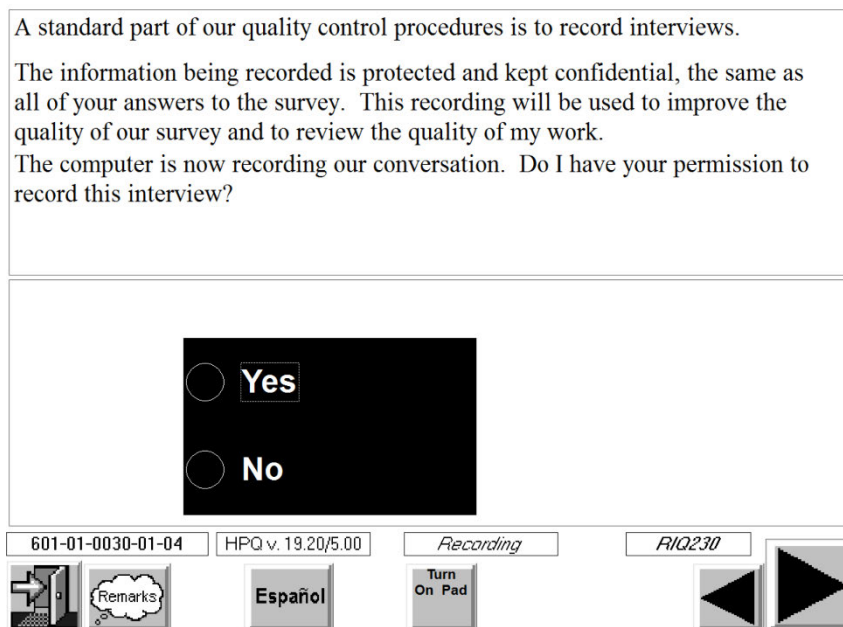 A standard part of our quality control procedures is to record interviews.
The information being recorded is protected and kept confidential, the same as
all of your answers to the survey.  This recording will be used to improve the
quality of our survey and to review the quality of my work.
The computer is now recording our conversation.  Do I have your permission to
record this interview?
Yes
No
601-01-0030-01-04 HPQ v. 19.20/5.00 Recording RIQ230
Remarks Español Turn
On Pad